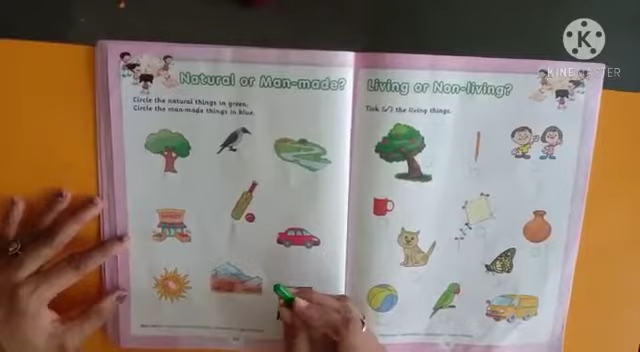 Natural or Man-made?
Circle the natural things in green.
Circle the man-made things in blue.
Living or Non-living?
Tick (✓) the living things.
K
KINEMASTER